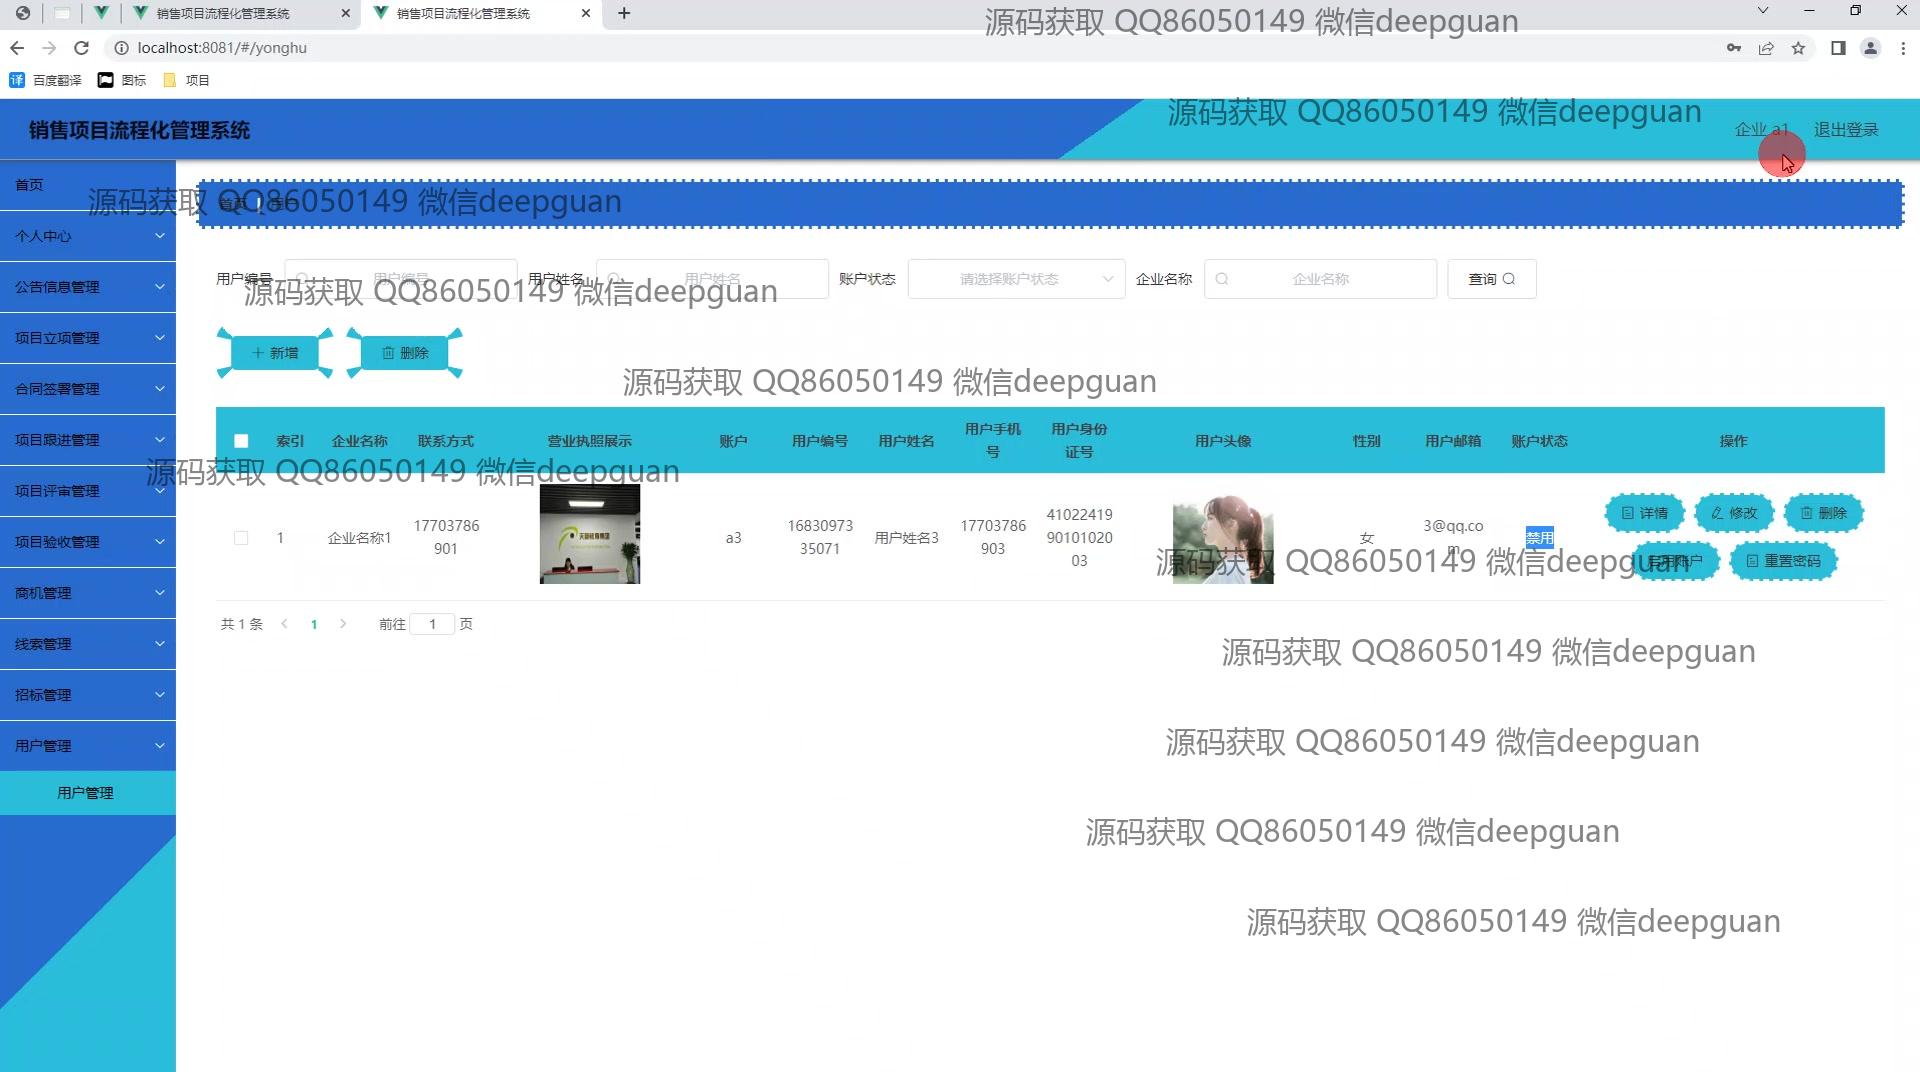 销售项目流程化管理系统
销售项目流程化管理系统
源码获取 QQ86050149 微信deepguan
localhost:8081/#/yonghu
百度翻译
图标
项目
销售项目流程化管理系统
源码获取 QQ86050149 微信deepguan
企业 a1
退出登录
首页
源码获取 QQ86050149 微信deepguan
个人中心
公告信息管理
项目立项管理
合同签署管理
项目跟进管理
项目评审管理
项目验收管理
商机管理
线索管理
招标管理
用户管理
用户管理
用户编号
用户编号
用户姓名
用户姓名
账户状态
请选择账户状态
企业名称
企业名称
查询
源码获取 QQ86050149 微信deepguan
新增
删除
源码获取 QQ86050149 微信deepguan
索引 企业名称 联系方式 营业执照展示 账户 用户编号 用户姓名 用户手机号 用户身份证号 用户头像 性别 用户邮箱 账户状态 操作
源码获取 QQ86050149 微信deepguan
1 企业名称1 17703786901 a3 1683097335071 用户姓名3 17703786903 410224199010102003 女 3@qq.com 禁用
详情
修改
删除
启用账户
重置密码
源码获取 QQ86050149 微信deepguan
共 1 条
1
前往 1 页
源码获取 QQ86050149 微信deepguan
源码获取 QQ86050149 微信deepguan
源码获取 QQ86050149 微信deepguan
源码获取 QQ86050149 微信deepguan